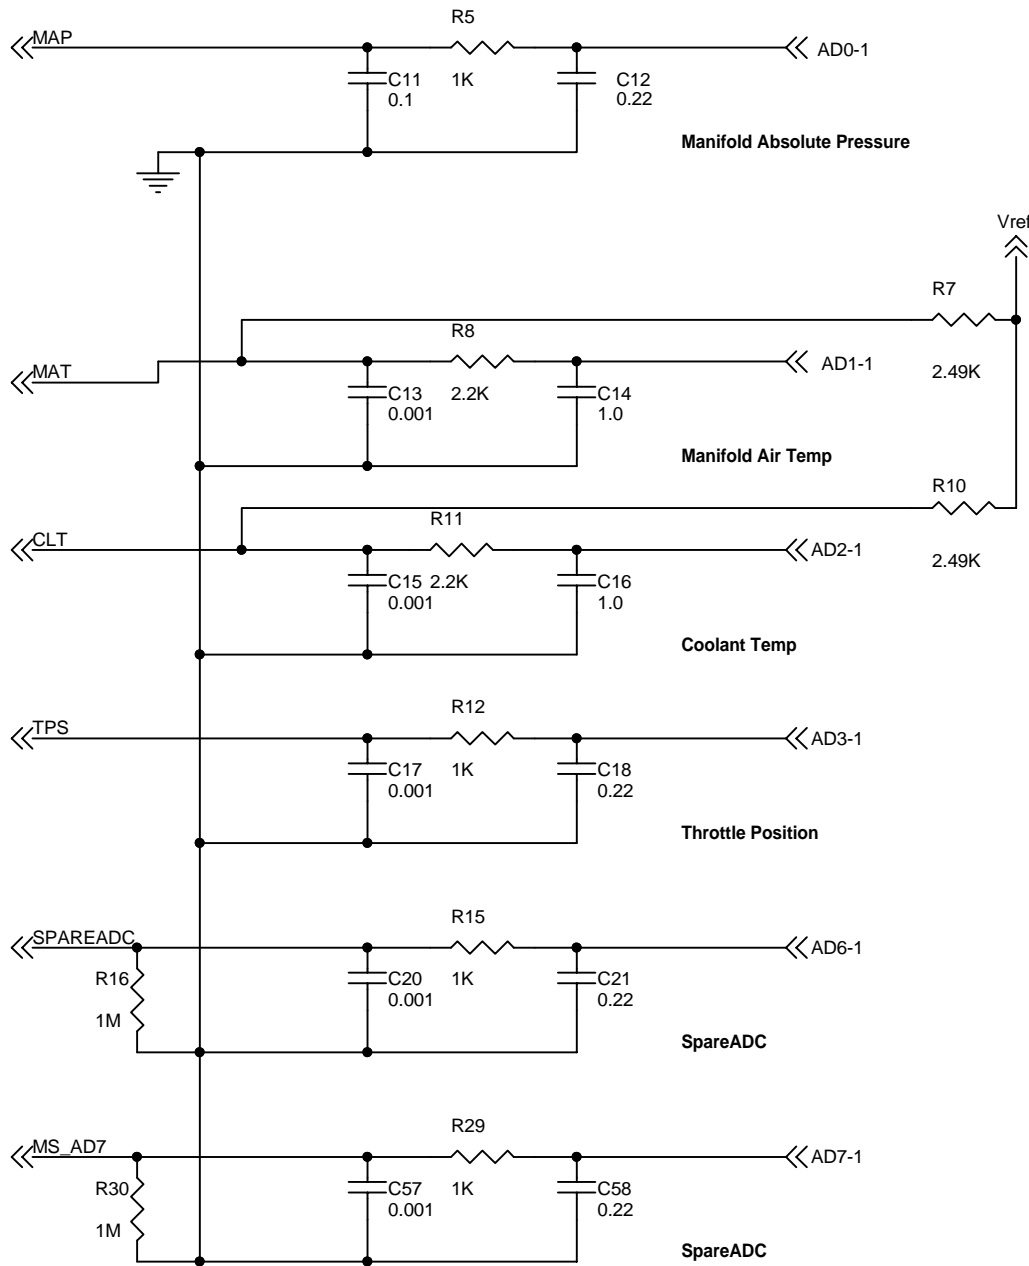 R5
MAP
AD0-1
C11
0.1
1K
C12
0.22
Manifold Absolute Pressure
Vref
R7
R8
MAT
AD1-1
2.49K
C13
0.001
2.2K
C14
1.0
Manifold Air Temp
R10
R11
CLT
AD2-1
2.49K
C15
0.001
2.2K
C16
1.0
Coolant Temp
R12
TPS
AD3-1
C17
0.001
1K
C18
0.22
Throttle Position
R15
SPAREADC
AD6-1
R16
1M
C20
0.001
1K
C21
0.22
SpareADC
R29
MS_AD7
AD7-1
R30
1M
C57
0.001
1K
C58
0.22
SpareADC